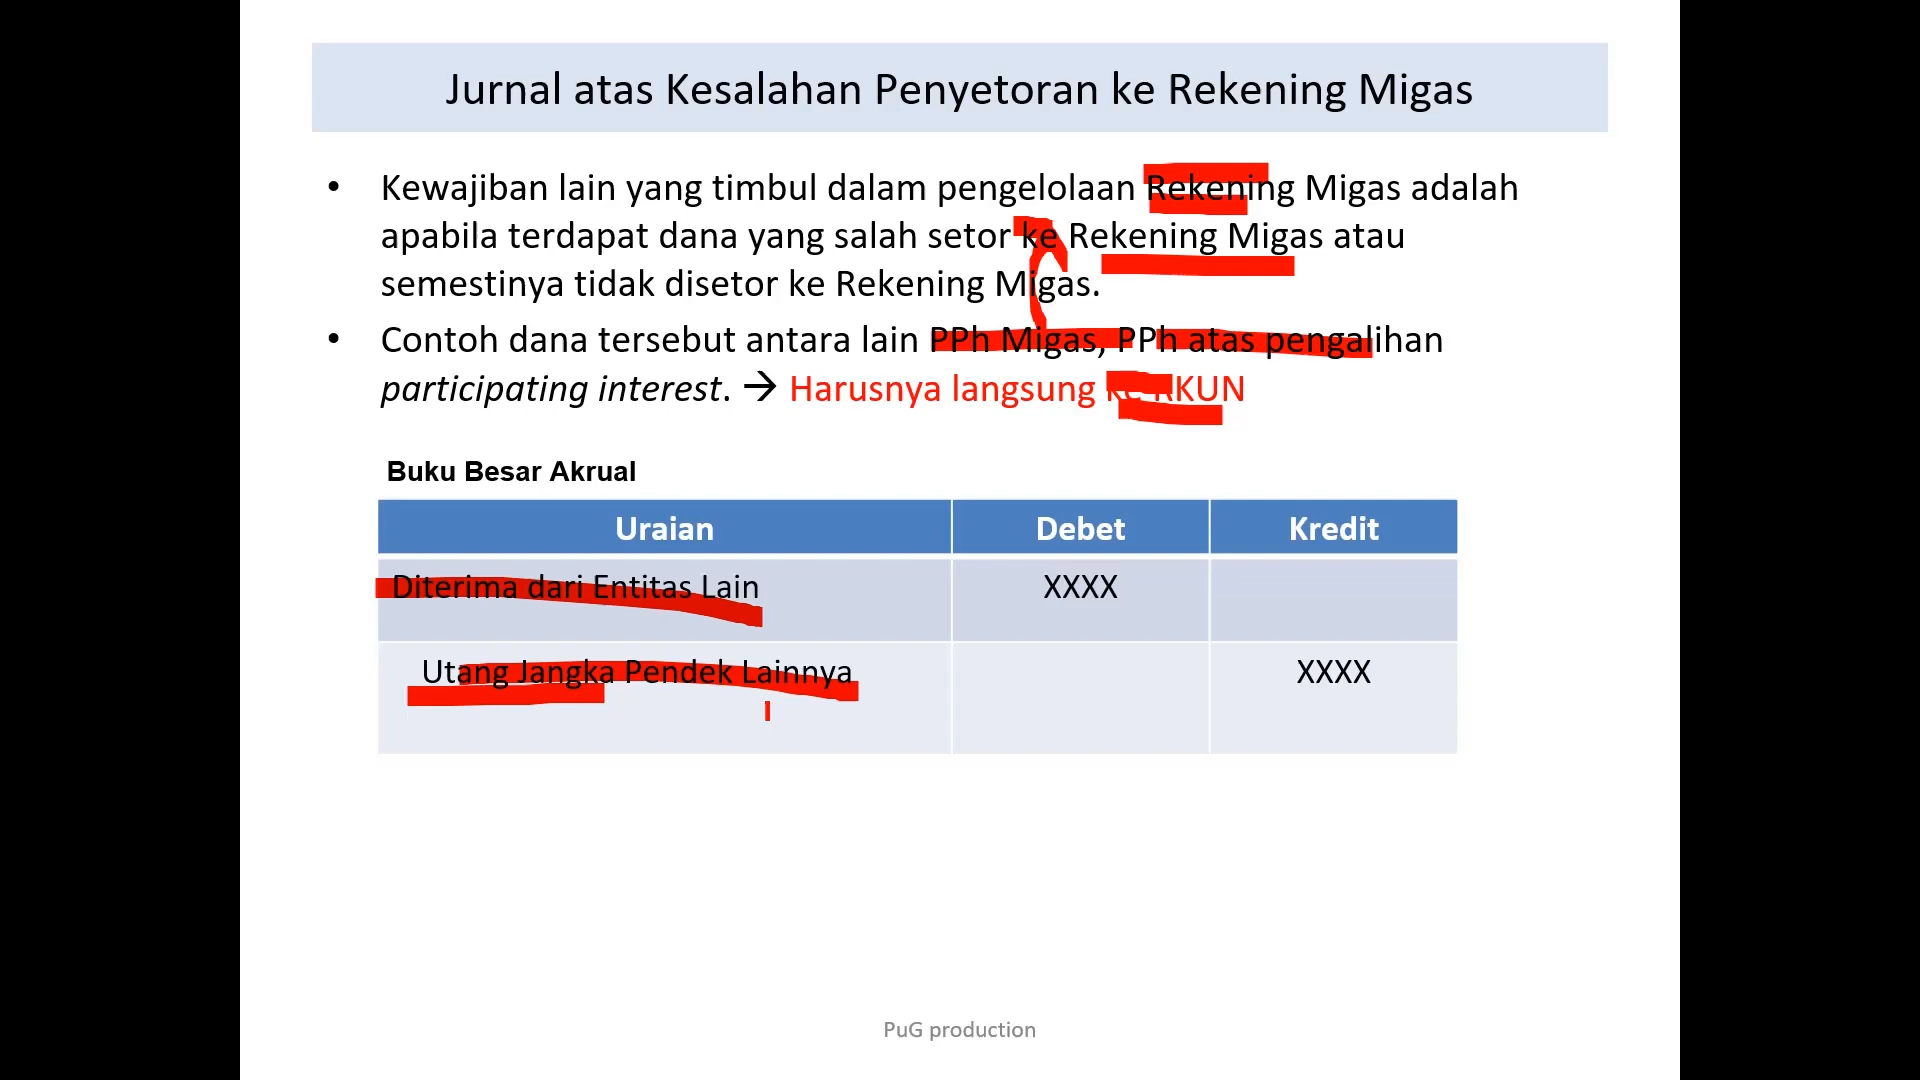 Jurnal atas Kesalahan Penyetoran ke Rekening Migas
• Kewajiban lain yang timbul dalam pengelolaan Rekening Migas adalah
apabila terdapat dana yang salah setor ke Rekening Migas atau
semestinya tidak disetor ke Rekening Migas.
• Contoh dana tersebut antara lain PPh Migas, PPh atas pengalihan
participating interest. → Harusnya langsung ke RKUN
Buku Besar Akrual
Uraian Debet Kredit
Diterima dari Entitas Lain XXXX
Utang Jangka Pendek Lainnya XXXX
PuG production